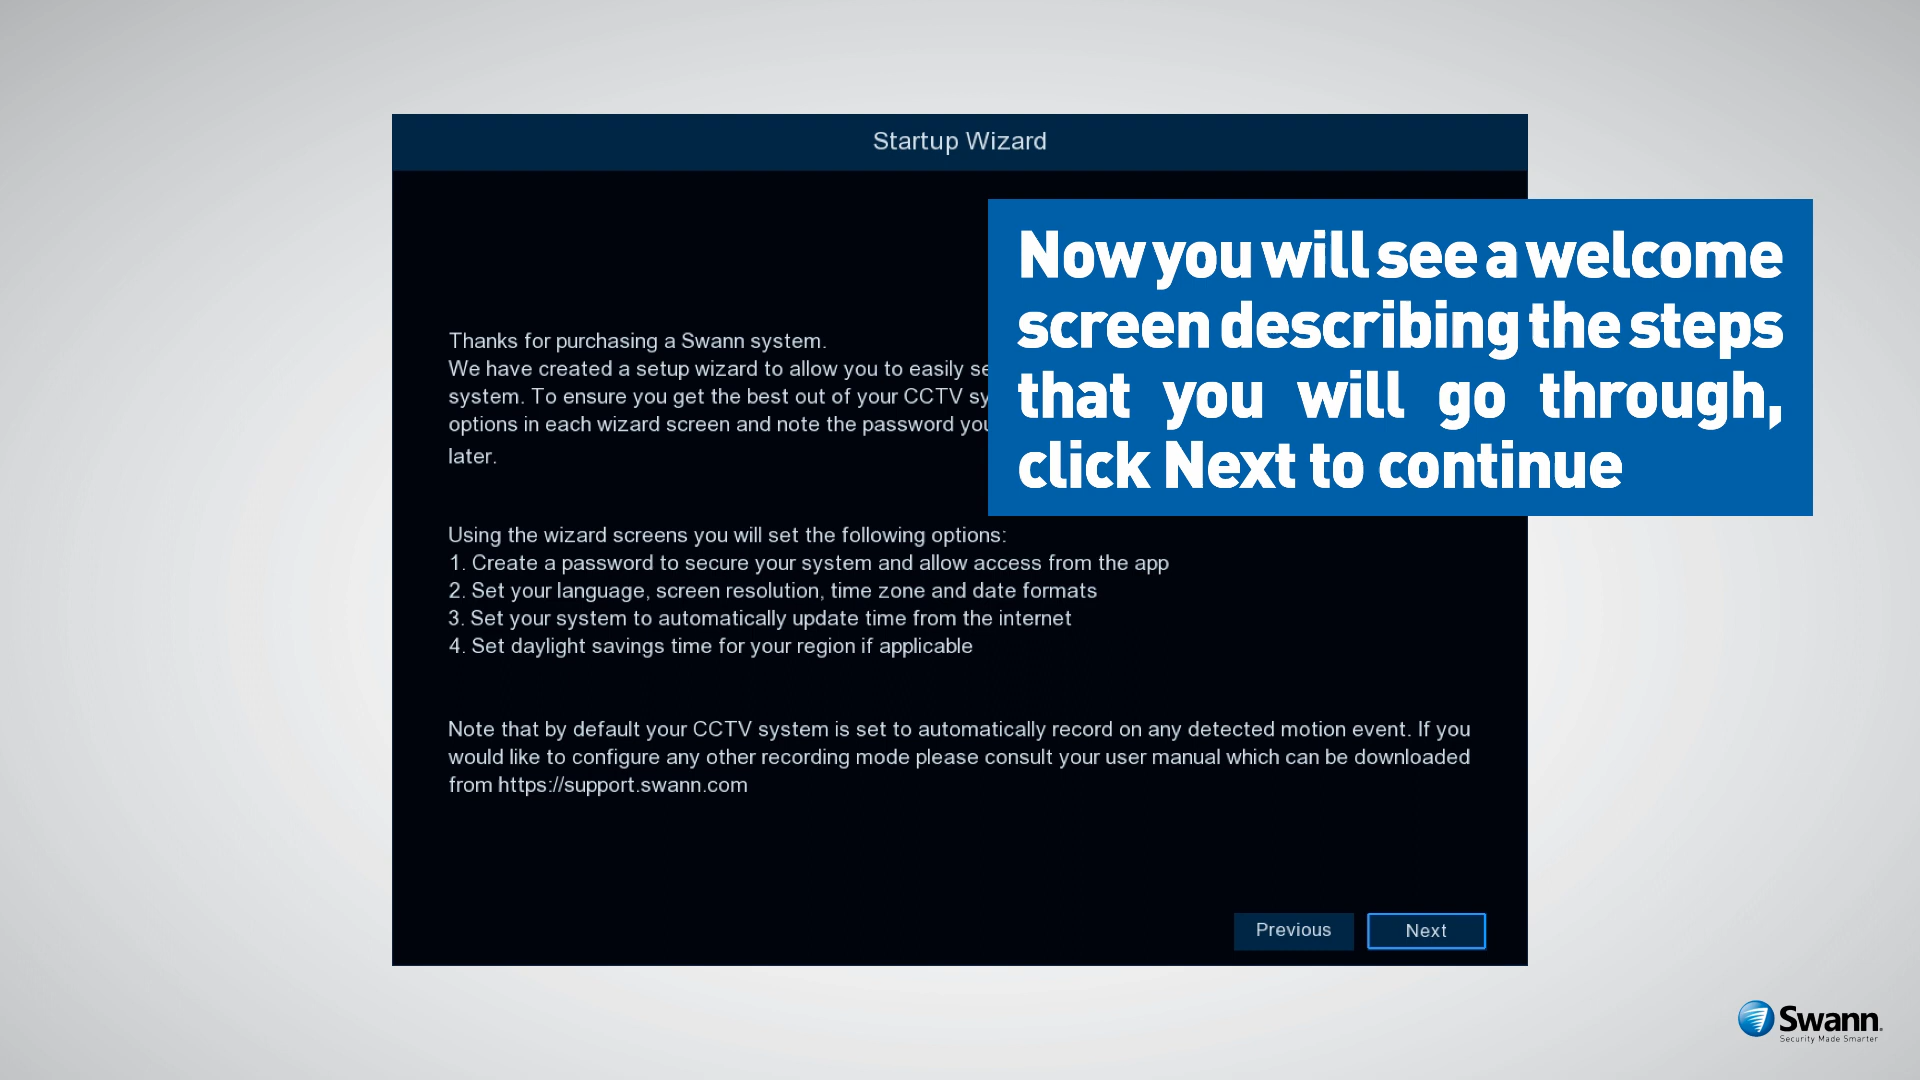 Startup Wizard
Now you will see a welcome
screen describing the steps
that you will go through,
click Next to continue
Thanks for purchasing a Swann system.
We have created a setup wizard to allow you to easily
system. To ensure you get the best out of your CCTV
options in each wizard screen and note the password
later.
Using the wizard screens you will set the following options:
1. Create a password to secure your system and allow access from the app
2. Set your language, screen resolution, time zone and date formats
3. Set your system to automatically update time from the internet
4. Set daylight savings time for your region if applicable
Note that by default your CCTV system is set to automatically record on any detected motion event. If you
would like to configure any other recording mode please consult your user manual which can be downloaded
from https://support.swann.com
Previous
Next
Swann
Security Made Smarter